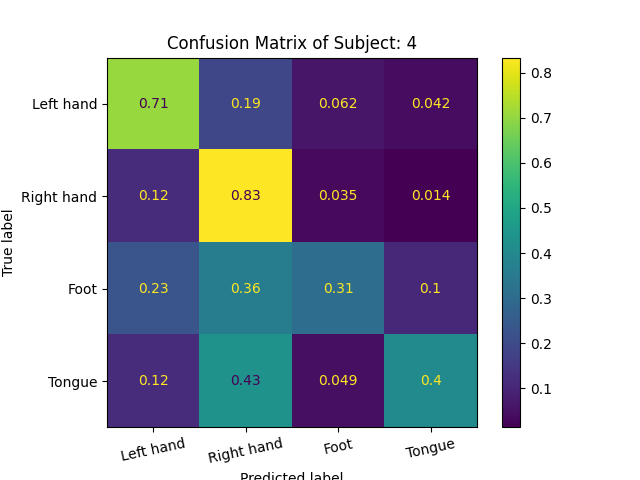 Confusion Matrix of Subject: 4
True label
Left hand 0.71 0.19 0.062 0.042
Right hand 0.12 0.83 0.035 0.014
Foot 0.23 0.36 0.31 0.1
Tongue 0.12 0.43 0.049 0.4
Left hand Right hand Foot Tongue
Predicted label
0.8
0.7
0.6
0.5
0.4
0.3
0.2
0.1